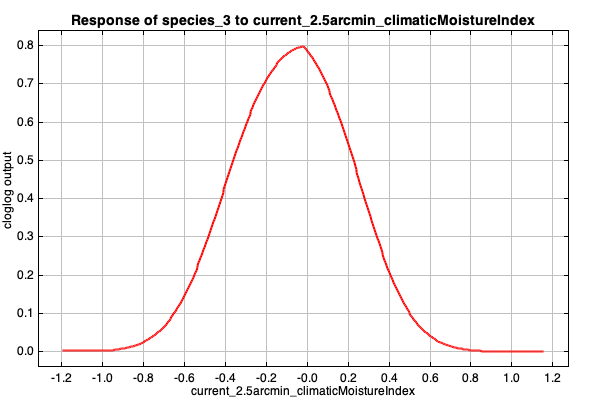 Response of species_3 to current_2.5arcmin_climaticMoistureIndex
cloglog output
0.8
0.7
0.6
0.5
0.4
0.3
0.2
0.1
0.0
-1.2 -1.0 -0.8 -0.6 -0.4 -0.2 -0.0 0.2 0.4 0.6 0.8 1.0 1.2
current_2.5arcmin_climaticMoistureIndex